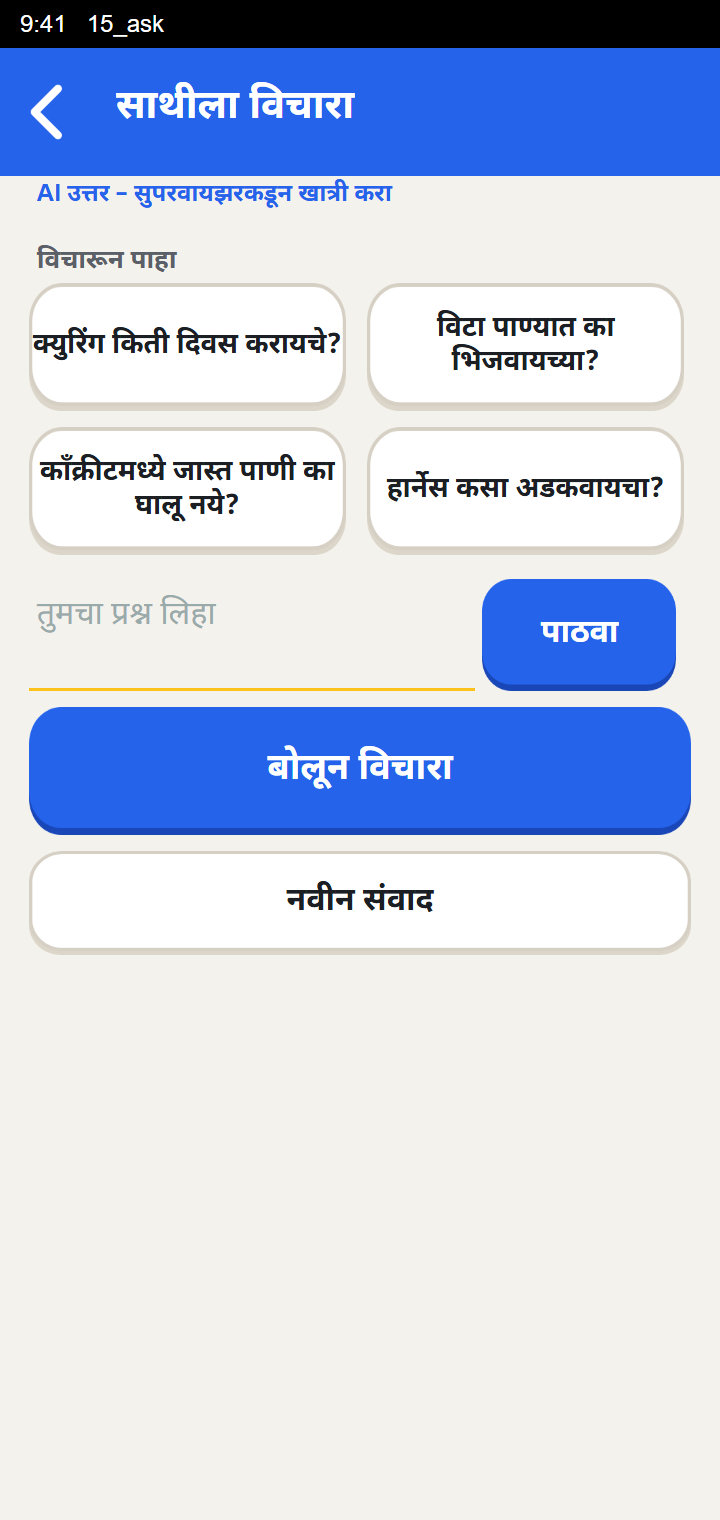 9:41 15_ask
साथीला विचारा
AI उत्तर – सुपरवायझरकडून खात्री करा
विचारून पाहा
क्युरिंग किती दिवस करायचे?
विटा पाण्यात का
भिजवायच्या?
काँक्रीटमध्ये जास्त पाणी का
घालू नये?
हार्नेस कसा अडकवायचा?
तुमचा प्रश्न लिहा
पाठवा
बोलून विचारा
नवीन संवाद